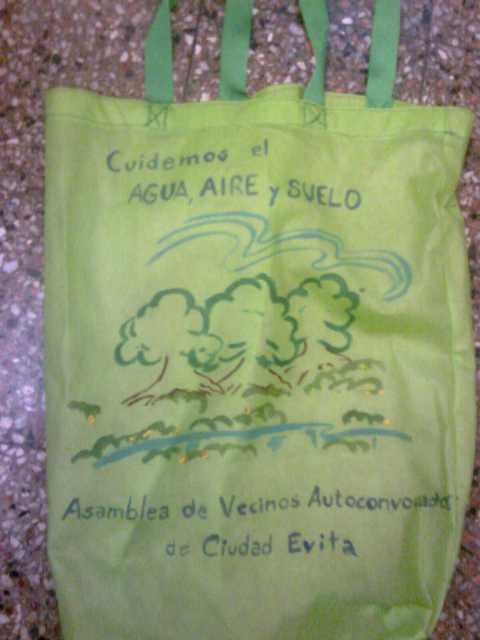 Cuidemos el
AGUA, AIRE y SUELO
Asamblea de Vecinos Autoconvocados
de Ciudad Evita